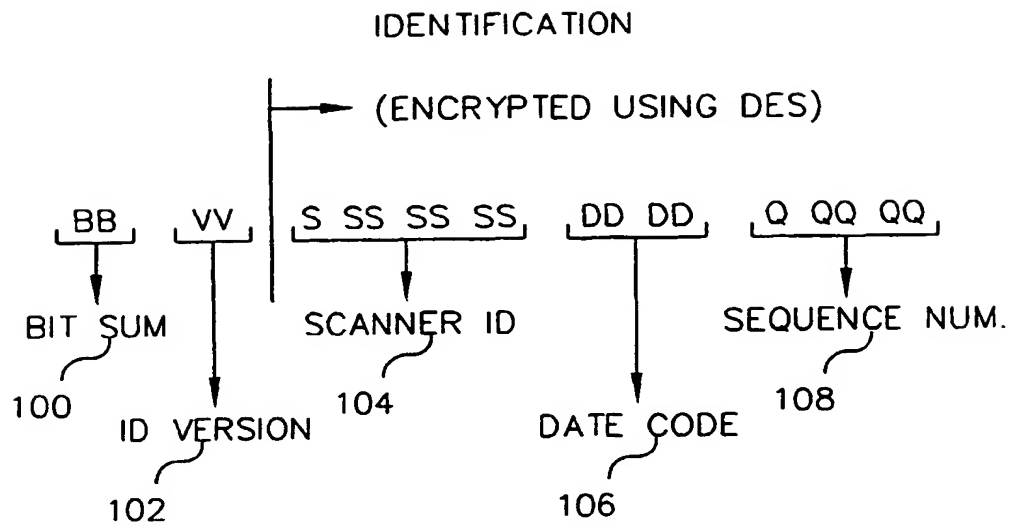 IDENTIFICATION
(ENCRYPTED USING DES)
BB VV S SS SS SS DD DD Q QQ QQ
BIT SUM SCANNER ID SEQUENCE NUM.
100 104 108
ID VERSION DATE CODE
102 106